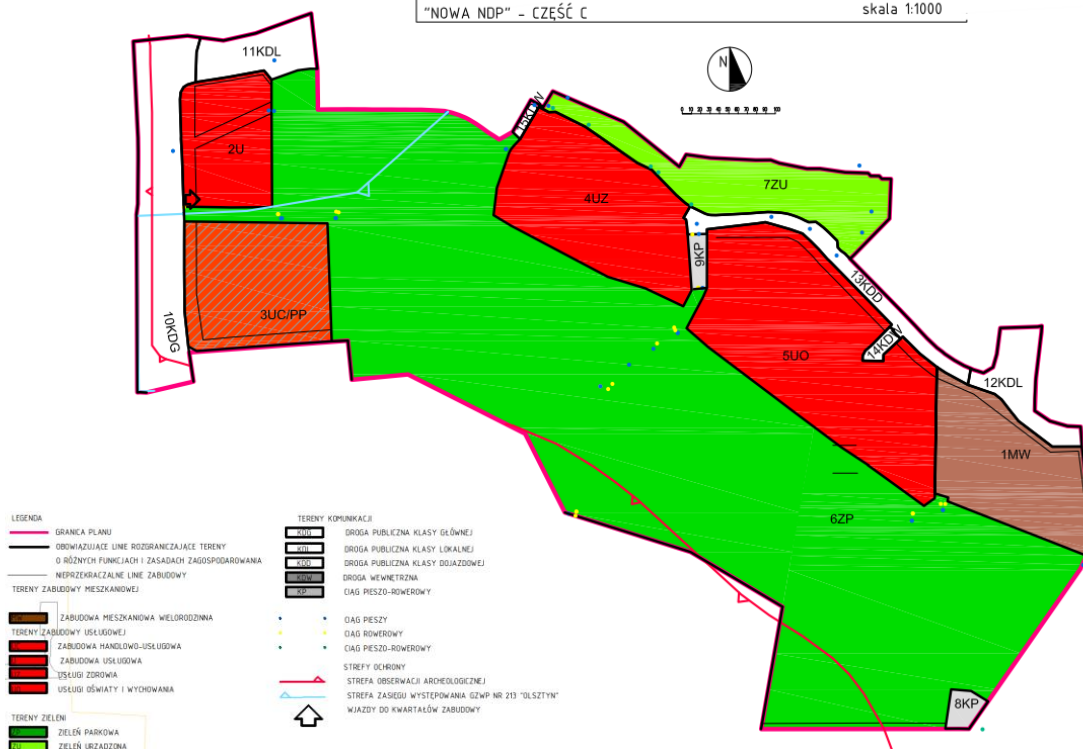 "NOWA NDP" - CZĘŚĆ C
skala 1:1000
N
11KDL
2U
15KDW
4UZ
7ZU
9KP
13KDD
3UC/PP
10KDG
5UO
14KDW
12KDL
1MW
6ZP
8KP
LEGENDA
GRANICA PLANU
OBOWIĄZUJĄCE LINIE ROZGRANICZAJĄCE TERENY
O RÓŻNYCH FUNKCJACH I ZASADACH ZAGOSPODAROWANIA
NIEPRZEKRACZALNE LINIE ZABUDOWY
TERENY ZABUDOWY MIESZKANIOWEJ
ZABUDOWA MIESZKANIOWA WIELORODZINNA
TERENY ZABUDOWY USŁUGOWEJ
ZABUDOWA HANDLOWO-USŁUGOWA
ZABUDOWA USŁUGOWA
USŁUGI ZDROWIA
USŁUGI OŚWIATY I WYCHOWANIA
TERENY ZIELENI
ZIELEŃ PARKOWA
ZU ZIELEŃ URZĄDZONA
TERENY KOMUNIKACJI
KDG DROGA PUBLICZNA KLASY GŁÓWNEJ
KDL DROGA PUBLICZNA KLASY LOKALNEJ
KDD DROGA PUBLICZNA KLASY DOJAZDOWEJ
KDW DROGA WEWNĘTRZNA
KP CIĄG PIESZO-ROWEROWY
CIĄG PIESZY
CIĄG ROWEROWY
CIĄG PIESZO-ROWEROWY
STREFY OCHRONY
STREFA OBSERWACJI ARCHEOLOGICZNEJ
STREFA ZASIĘGU WYSTĘPOWANIA GZWP NR 213 "OLSZTYN"
WJAZDY DO KWARTAŁÓW ZABUDOWY